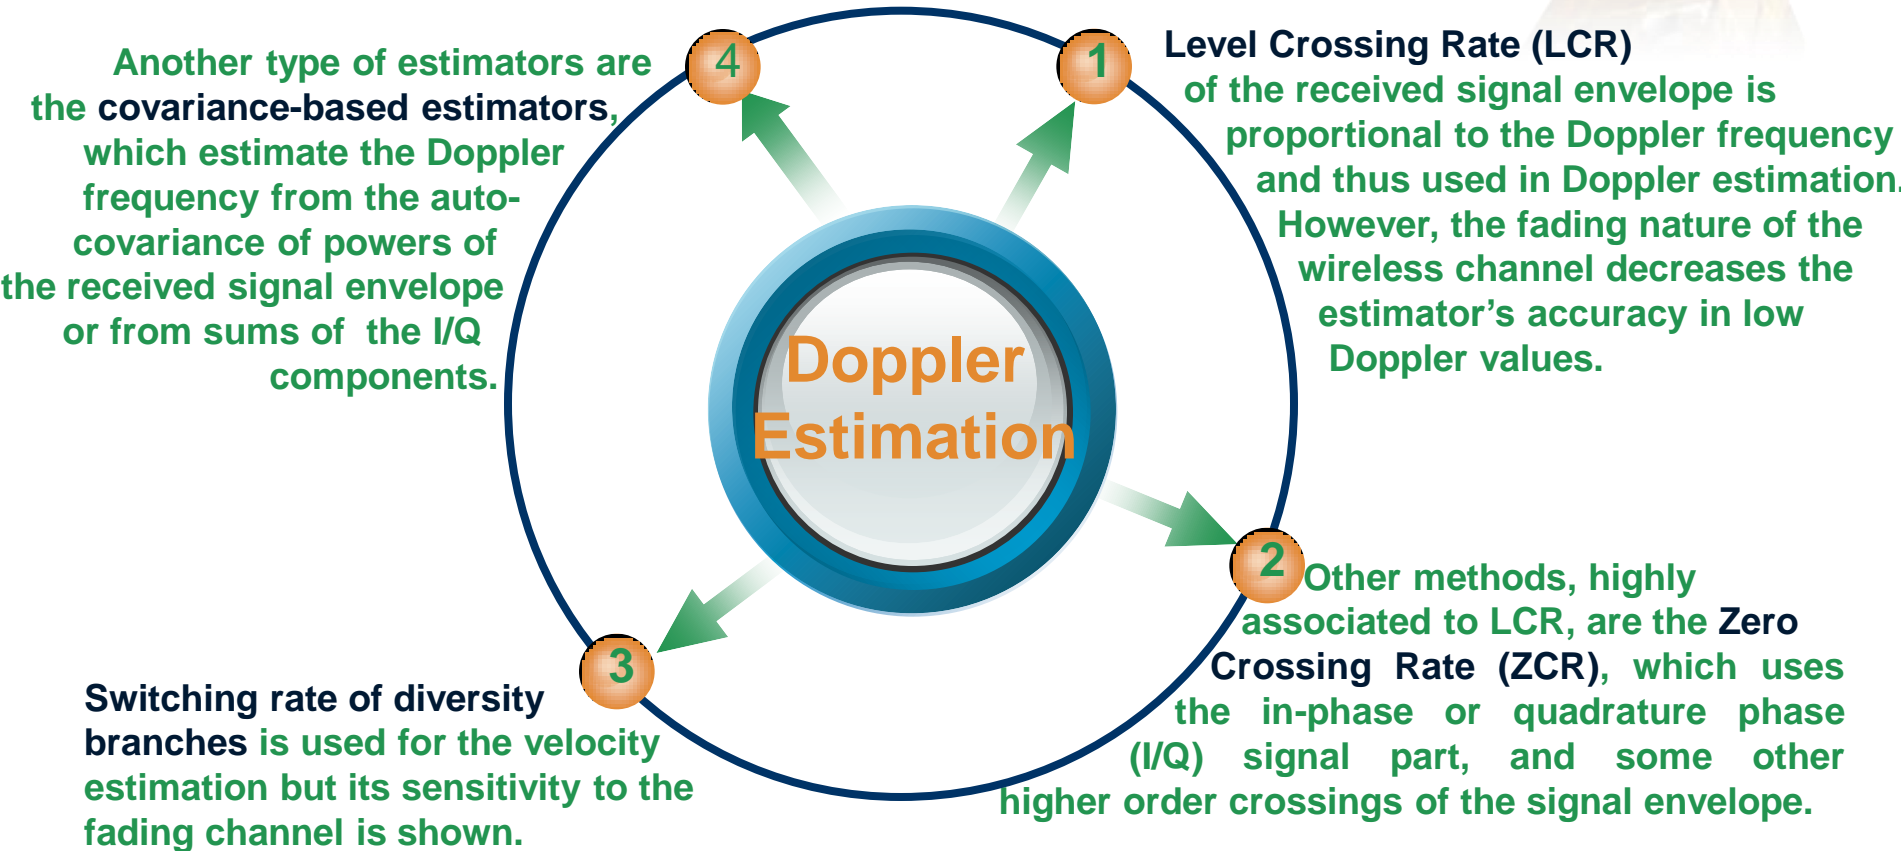 Doppler
Estimation
1
Level Crossing Rate (LCR)
of the received signal envelope is
proportional to the Doppler frequency
and thus used in Doppler estimation.
However, the fading nature of the
wireless channel decreases the
estimator’s accuracy in low
Doppler values.
2
Other methods, highly
associated to LCR, are the Zero
Crossing Rate (ZCR), which uses
the in-phase or quadrature phase
(I/Q) signal part, and some other
higher order crossings of the signal envelope.
3
Switching rate of diversity
branches is used for the velocity
estimation but its sensitivity to the
fading channel is shown.
4
Another type of estimators are
the covariance-based estimators,
which estimate the Doppler
frequency from the auto-
covariance of powers of
the received signal envelope
or from sums of the I/Q
components.